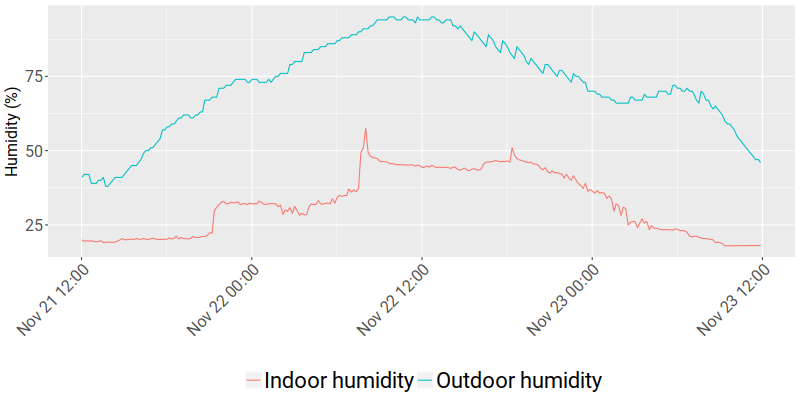 Humidity (%)
75
50
25
Nov 21 12:00
Nov 22 00:00
Nov 22 12:00
Nov 23 00:00
Nov 23 12:00
Indoor humidity Outdoor humidity